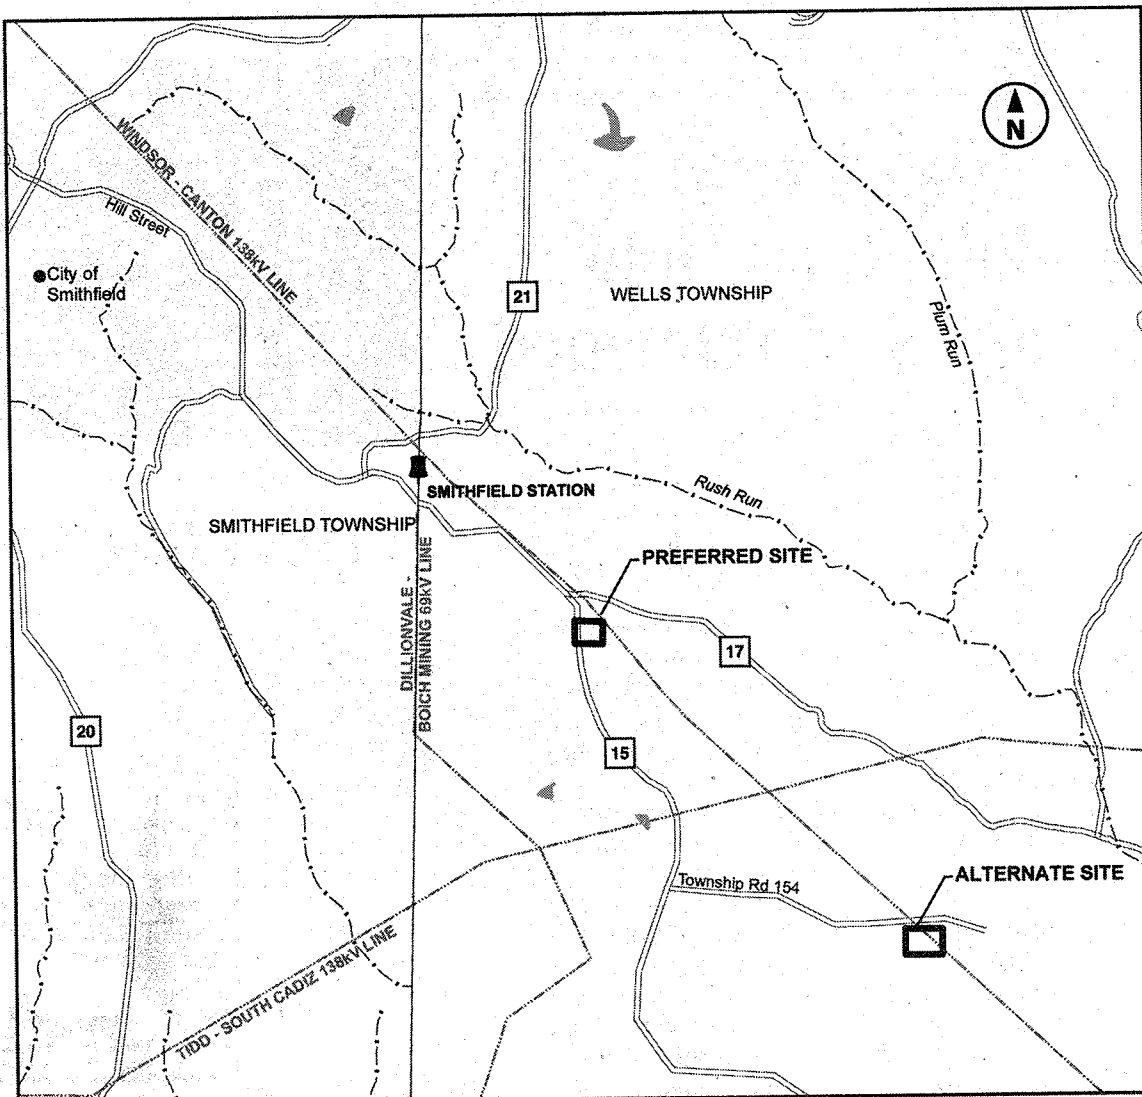 N
WINDSOR - CANTON 138kV LINE
Hill Street
City of
Smithfield
21
WELLS TOWNSHIP
Plum Run
SMITHFIELD STATION
Rush Run
SMITHFIELD TOWNSHIP
DILLIONVALE -
BOICH MINING 69kV LINE
PREFERRED SITE
17
20
15
ALTERNATE SITE
Township Rd 154
TIDD - SOUTH CADIZ 138kV LINE